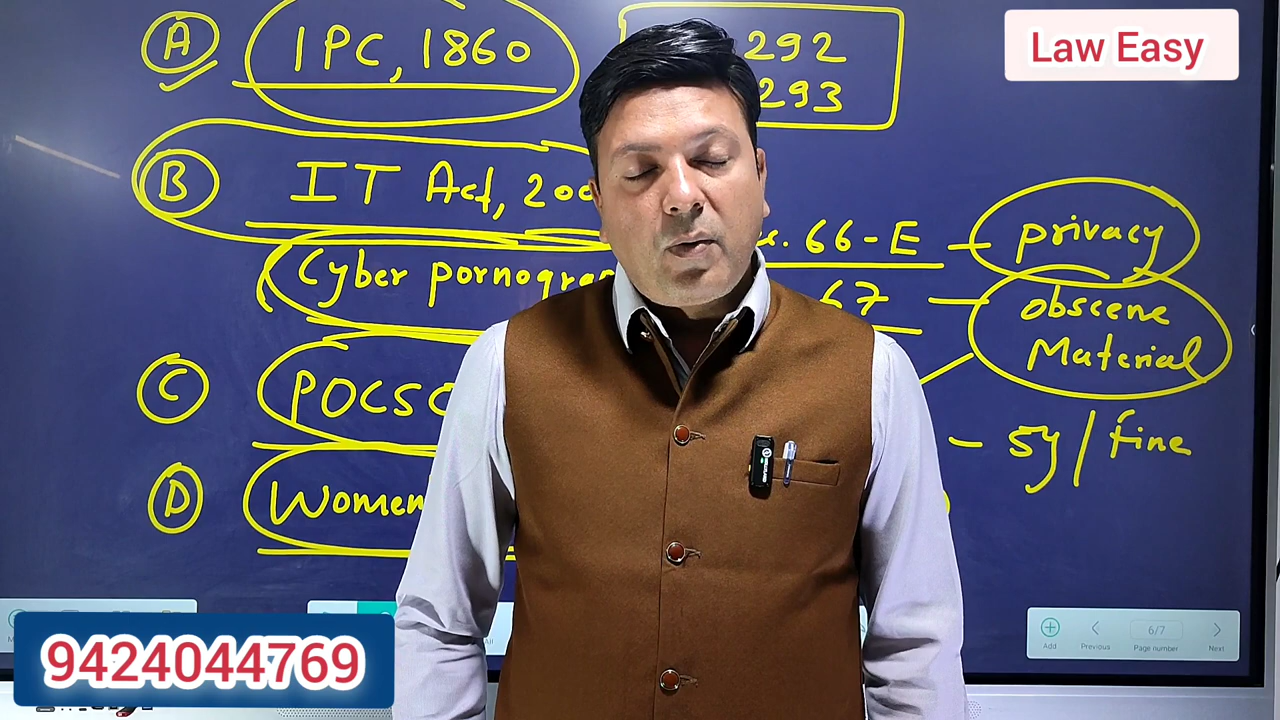 Law Easy
A IPC, 1860
292
293
B IT Act, 200
66-E — privacy
Cyber pornogra
67 — obscene
Material
C POCSO
— 5y/fine
D Women
Add
Previous
6/7
Page number
Next
9424044769